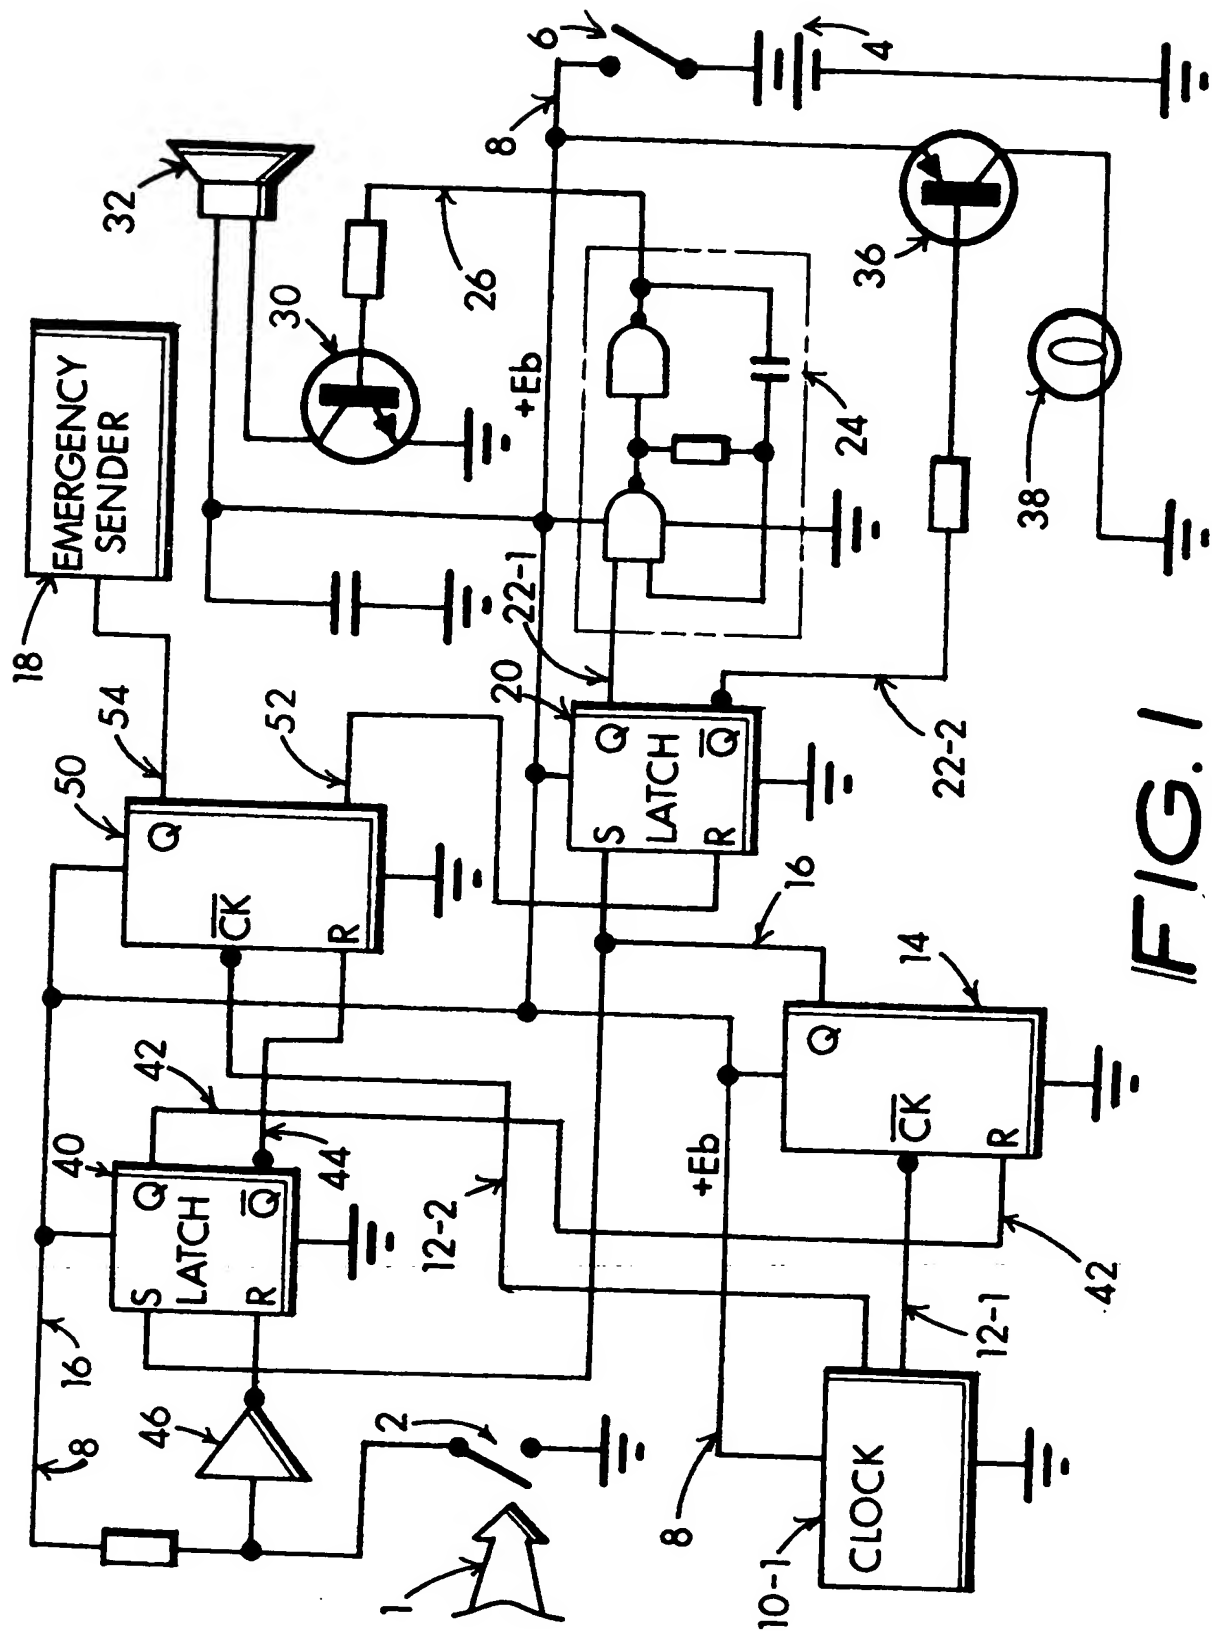 18
EMERGENCY
SENDER
32
30
26
8
6
4
50
54
52
Q
CK
R
+Eb
22-1
20
S
Q
LATCH
R
Q
24
36
38
22-2
16
8
16
40
42
S
Q
LATCH
R
Q
44
46
2
1
12-2
+Eb
14
Q
CK
R
42
12-1
8
10-1
CLOCK
FIG. 1